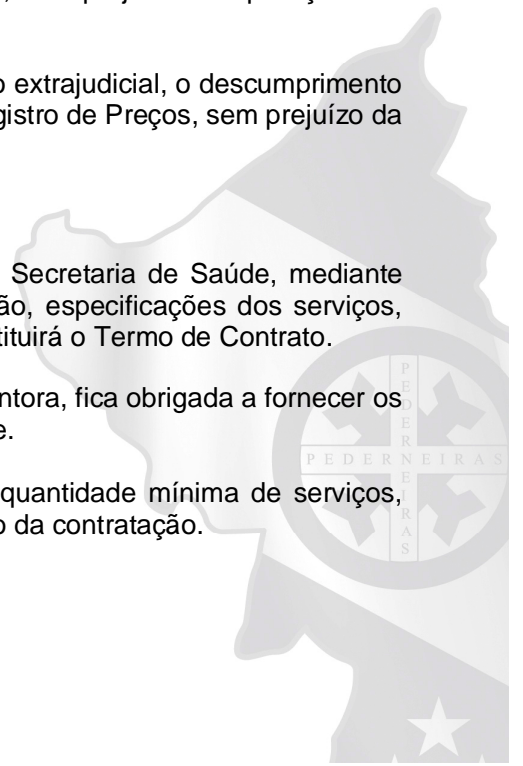 o extrajudicial, o descumprimento
gistro de Preços, sem prejuízo da
Secretaria de Saúde, mediante
ão, especificações dos serviços,
tituirá o Termo de Contrato.
ntora, fica obrigada a fornecer os
e.
quantidade mínima de serviços,
o da contratação.
PEDERNEIRAS
PEDERNEIRAS